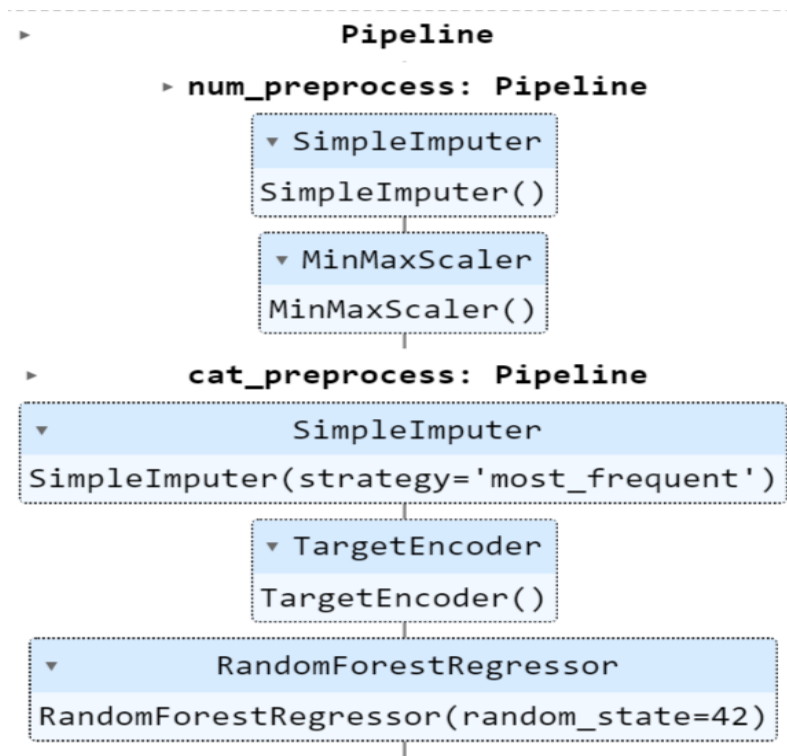 Pipeline
num_preprocess: Pipeline
SimpleImputer
SimpleImputer()
MinMaxScaler
MinMaxScaler()
cat_preprocess: Pipeline
SimpleImputer
SimpleImputer(strategy='most_frequent')
TargetEncoder
TargetEncoder()
RandomForestRegressor
RandomForestRegressor(random_state=42)